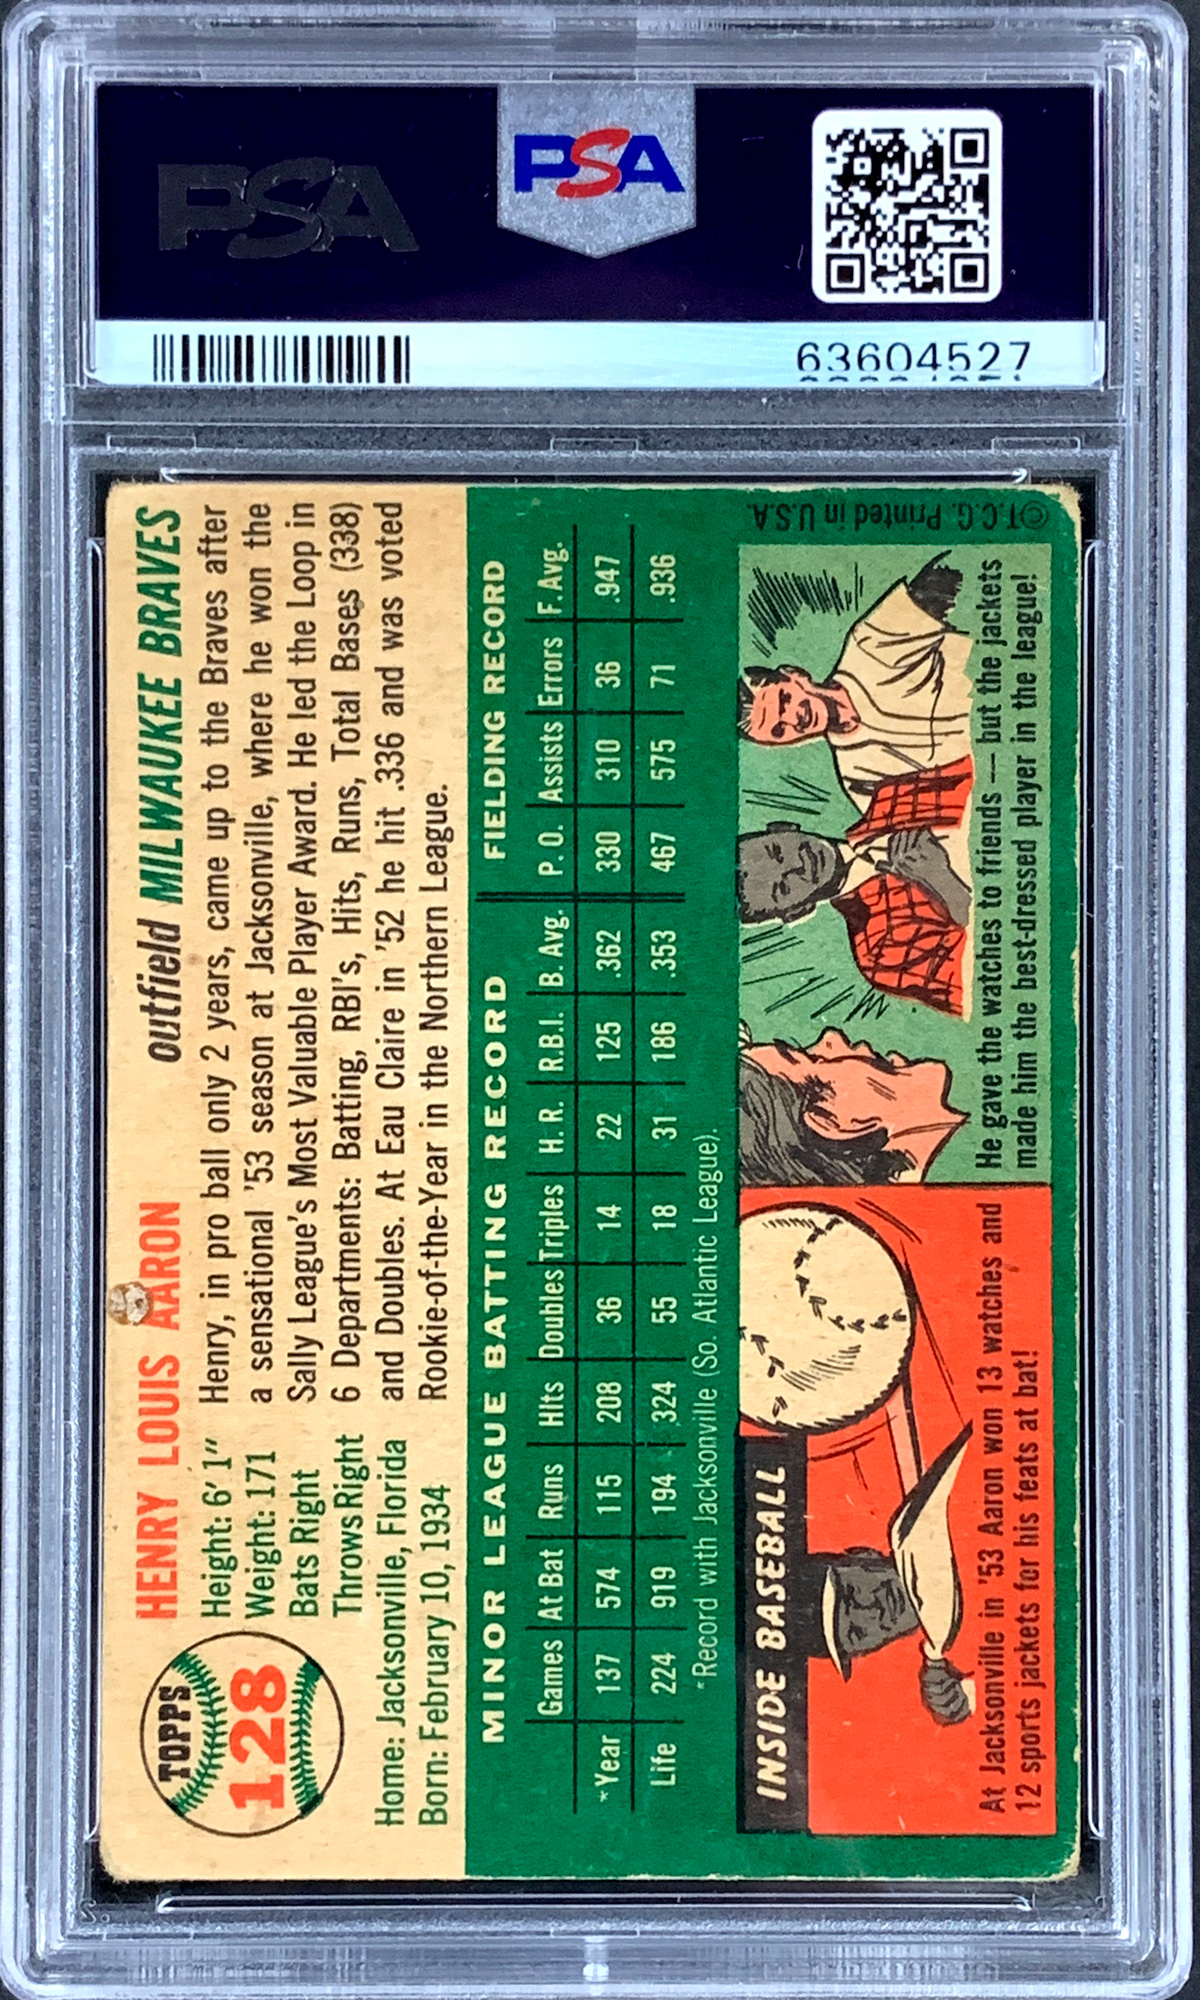 PSA
PSA
63604527
TOPPS
128
HENRY LOUIS AARON
outfield MILWAUKEE BRAVES
Height: 6' 1"
Weight: 171
Bats Right
Throws Right
Home: Jacksonville, Florida
Born: February 10, 1934
Henry, in pro ball only 2 years, came up to the Braves after
a sensational '53 season at Jacksonville, where he won the
Sally League's Most Valuable Player Award. He led the Loop in
6 Departments: Batting, RBI's, Hits, Runs, Total Bases (338)
and Doubles. At Eau Claire in '52 he hit .336 and was voted
Rookie-of-the-Year in the Northern League.
MINOR LEAGUE BATTING RECORD FIELDING RECORD
Games At Bat Runs Hits Doubles Triples H. R. R.B.I. B. Avg. P. O. Assists Errors F. Avg.
*Year 137 574 115 208 36 14 22 125 .362 330 310 36 .947
Life 224 919 194 324 55 18 31 186 .353 467 575 71 .936
*Record with Jacksonville (So. Atlantic League).
INSIDE BASEBALL
At Jacksonville in '53 Aaron won 13 watches and
12 sports jackets for his feats at bat!
He gave the watches to friends — but the jackets
made him the best-dressed player in the league!
©T.C.G. Printed in U.S.A.